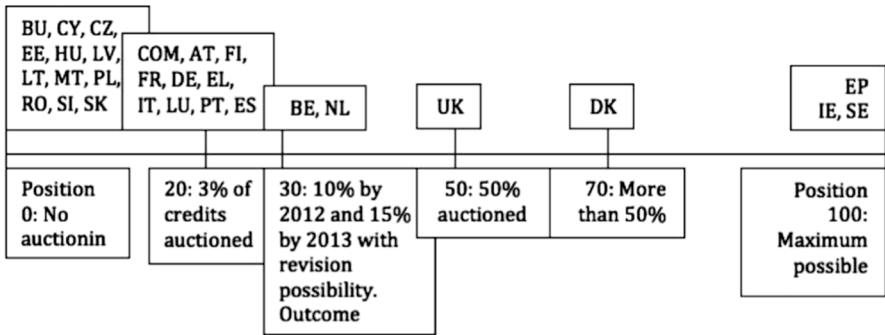 BU, CY, CZ,
EE, HU, LV,
LT, MT, PL,
RO, SI, SK
COM, AT, FI,
FR, DE, EL,
IT, LU, PT, ES
BE, NL
UK
DK
EP
IE, SE
Position
0: No
auctionin
20: 3% of
credits
auctioned
30: 10% by
2012 and 15%
by 2013 with
revision
possibility.
Outcome
50: 50%
auctioned
70: More
than 50%
Position
100:
Maximum
possible